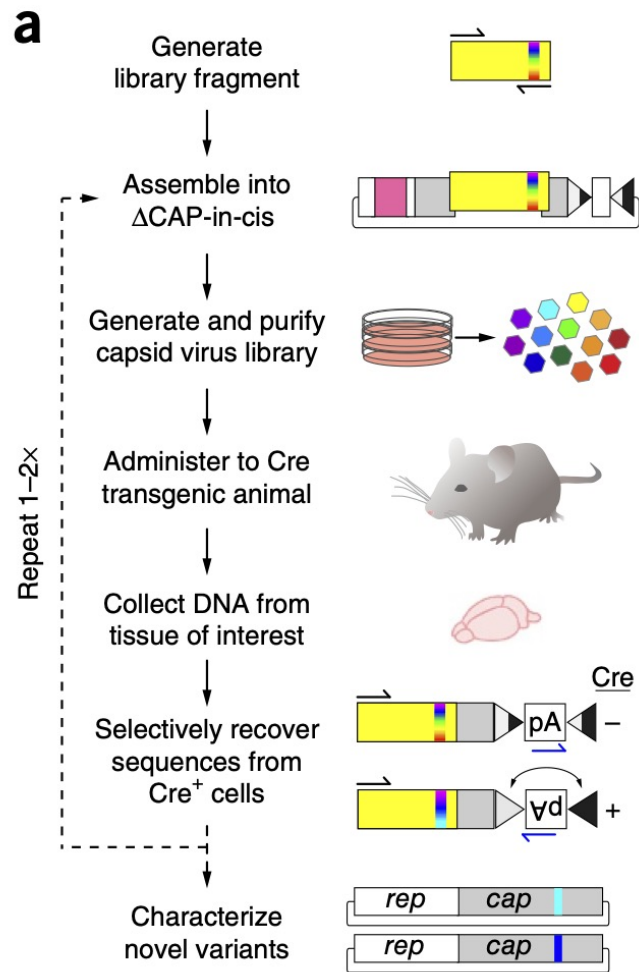 a
Generate
library fragment
Assemble into
ΔCAP-in-cis
Generate and purify
capsid virus library
Administer to Cre
transgenic animal
Collect DNA from
tissue of interest
Selectively recover
sequences from
Cre⁺ cells
Repeat 1–2×
Cre
pA
–
pA
+
Characterize
novel variants
rep cap
rep cap